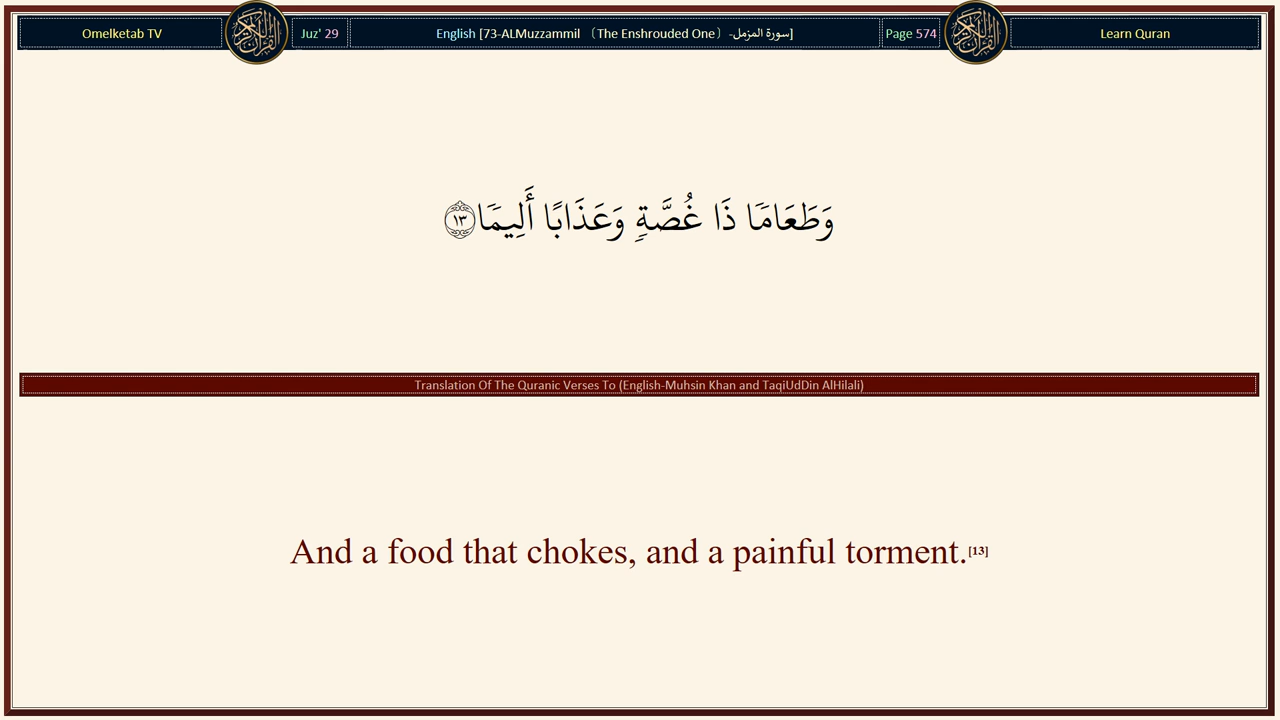 Omelketab TV
Juz' 29
English [73-ALMuzzammil （The Enshrouded One）-سورة المزمل]
Page 574
Learn Quran
وَطَعَامٗا ذَا غُصَّةٖ وَعَذَابًا أَلِيمٗا ١٣
Translation Of The Quranic Verses To (English-Muhsin Khan and TaqiUdDin AlHilali)
And a food that chokes, and a painful torment.[13]